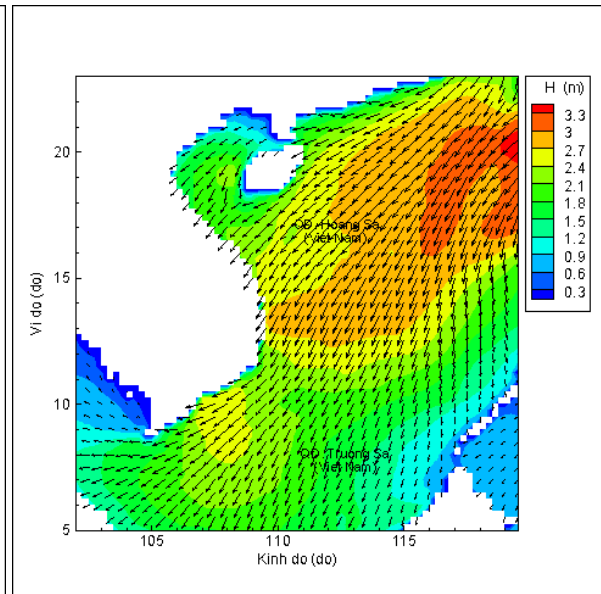 H (m)
3.3
3
2.7
2.4
2.1
1.8
1.5
1.2
0.9
0.6
0.3
20
15
10
5
Vi do (do)
QD. Hoang Sa
(Viet Nam)
QD. Truong Sa
(Viet Nam)
105
110
115
Kinh do (do)